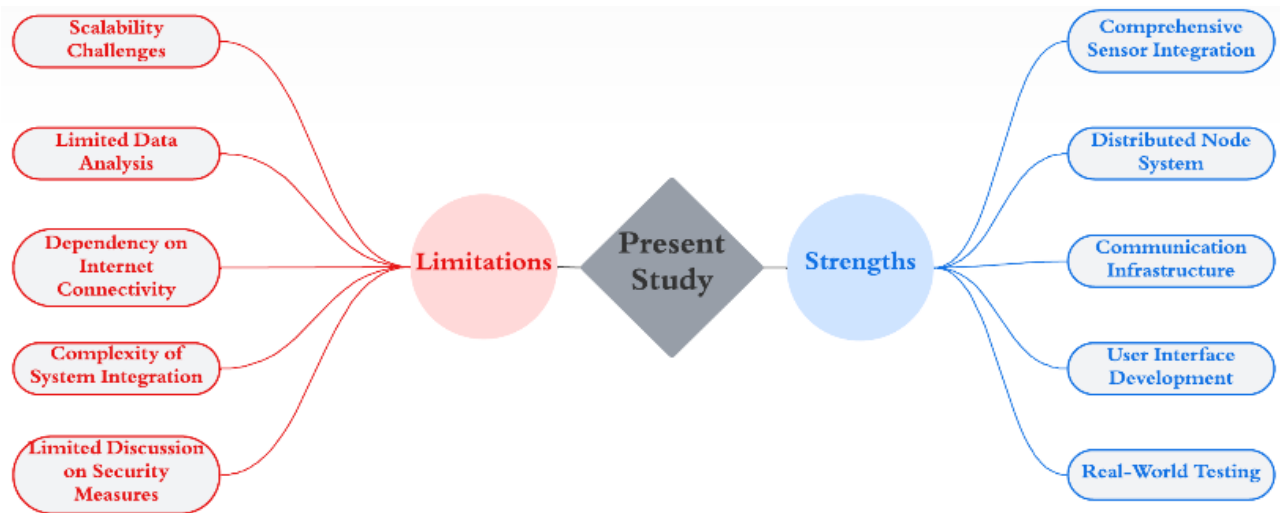 Scalability
Challenges
Limited Data
Analysis
Dependency on
Internet
Connectivity
Complexity of
System Integration
Limited Discussion
on Security
Measures
Limitations
Present
Study
Strengths
Comprehensive
Sensor Integration
Distributed Node
System
Communication
Infrastructure
User Interface
Development
Real-World Testing